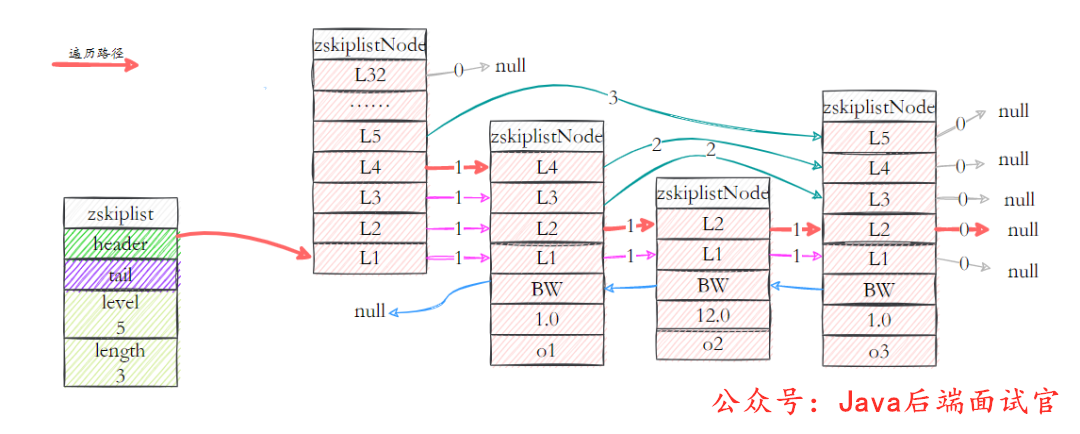 遍历路径
zskiplist
header
tail
level
5
length
3
zskiplistNode
L32
……
L5
L4
L3
L2
L1
0
null
3
1
1
1
1
zskiplistNode
L4
L3
L2
L1
BW
1.0
o1
null
2
2
1
1
zskiplistNode
L2
L1
BW
12.0
o2
1
1
zskiplistNode
L5
L4
L3
L2
L1
BW
1.0
o3
0
null
0
null
0
null
0
null
0
null
公众号：Java后端面试官